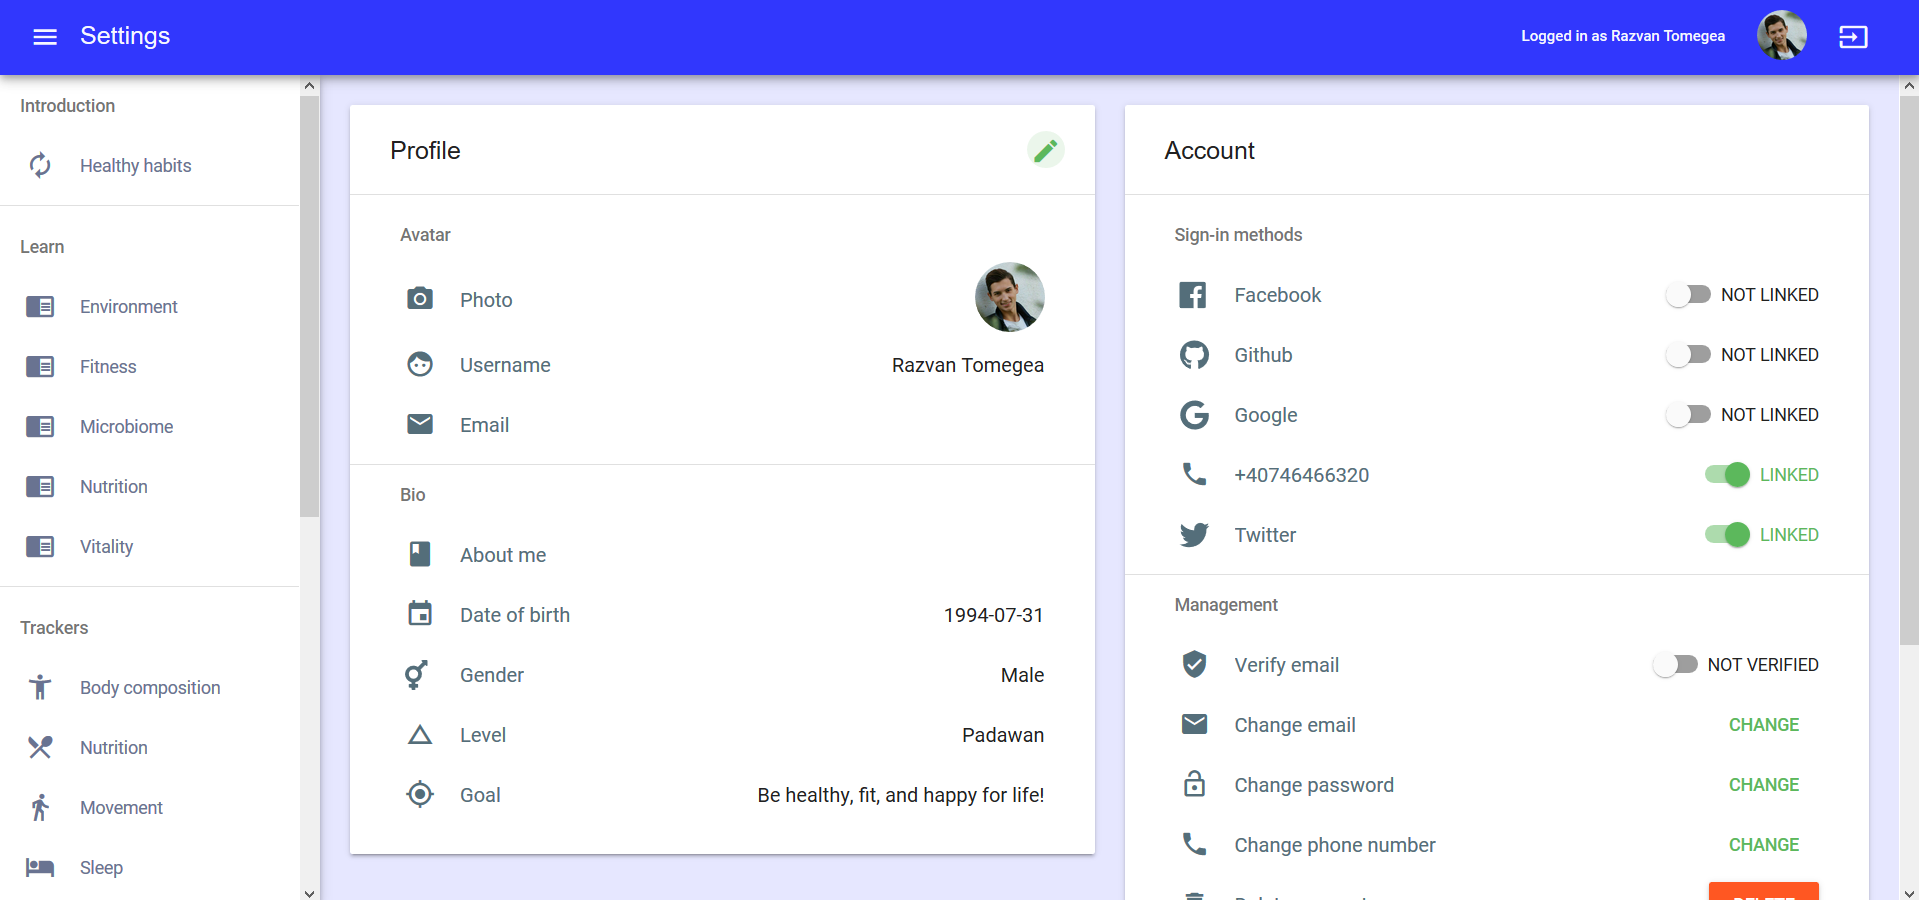 Settings
Logged in as Razvan Tomegea
Introduction
Healthy habits
Learn
Environment
Fitness
Microbiome
Nutrition
Vitality
Trackers
Body composition
Nutrition
Movement
Sleep
Profile
Avatar
Photo
Username Razvan Tomegea
Email
Bio
About me
Date of birth 1994-07-31
Gender Male
Level Padawan
Goal Be healthy, fit, and happy for life!
Account
Sign-in methods
Facebook NOT LINKED
Github NOT LINKED
Google NOT LINKED
+40746466320 LINKED
Twitter LINKED
Management
Verify email NOT VERIFIED
Change email CHANGE
Change password CHANGE
Change phone number CHANGE